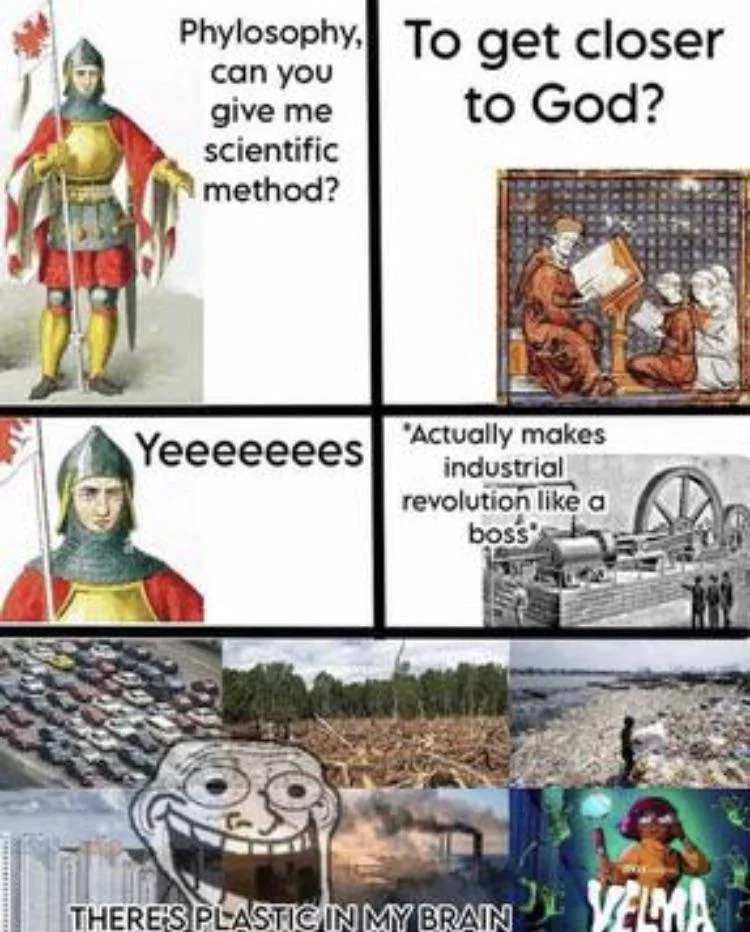 Phylosophy,
can you
give me
scientific
method?
To get closer
to God?
Yeeeeeees
"Actually makes
industrial
revolution like a
boss"
THERE'S PLASTIC IN MY BRAIN
VELMA